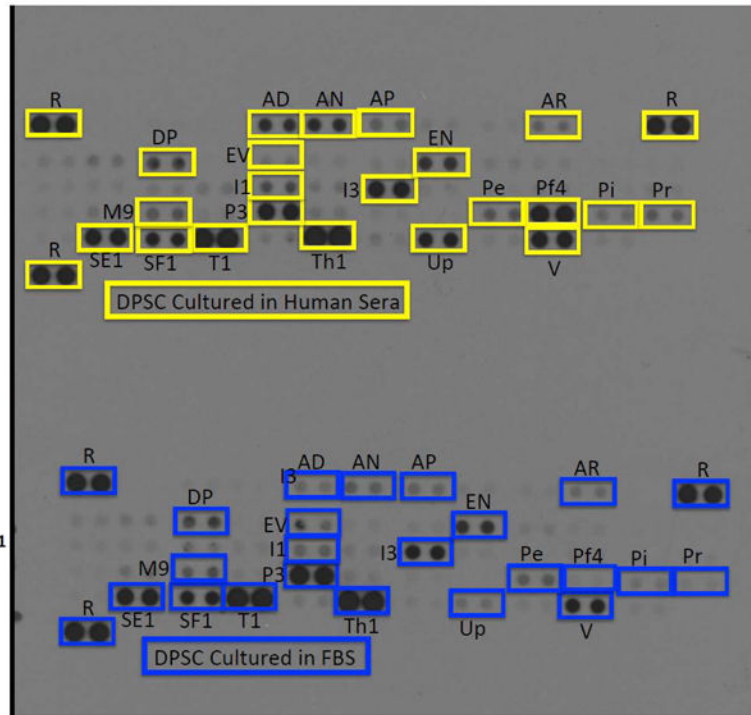 R AD AN AP AR R
DP EV EN
I1 I3 Pe Pf4 Pi Pr
M9 P3
SE1 SF1 T1 Th1 Up V
R
DPSC Cultured in Human Sera
R I3 AD AN AP AR R
DP EV EN
1 I1 I3 Pe Pf4 Pi Pr
M9 P3
R SE1 SF1 T1 Th1 Up V
DPSC Cultured in FBS